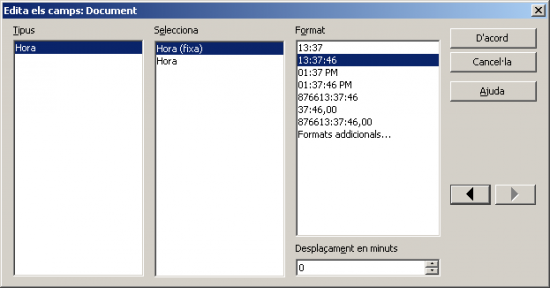 Edita els camps: Document
Tipus
Hora
Selecciona
Hora (fixa)
Hora
Format
13:37
13:37:46
01:37 PM
01:37:46 PM
876613:37:46
37:46,00
876613:37:46,00
Formats addicionals...
Desplaçament en minuts
0
D'acord
Cancel·la
Ajuda